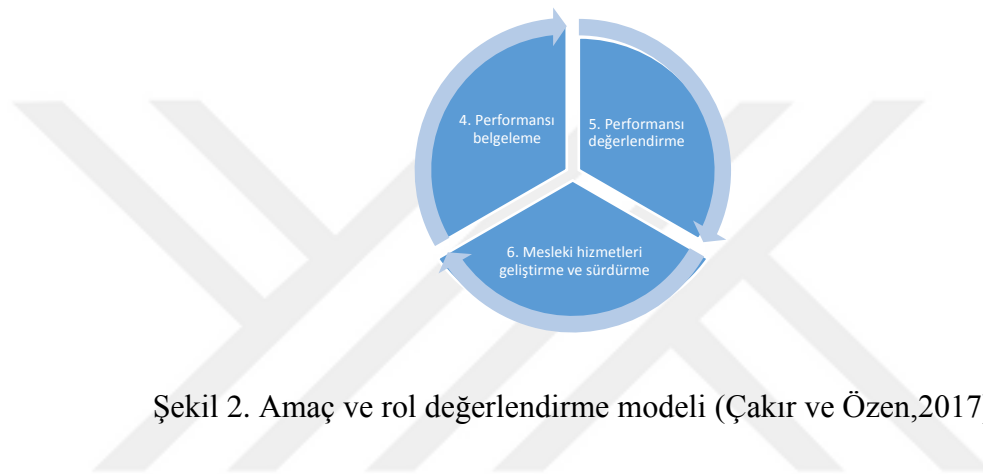 4. Performansı
belgeleme
5. Performansı
değerlendirme
6. Mesleki hizmetleri
geliştirme ve sürdürme
Şekil 2. Amaç ve rol değerlendirme modeli (Çakır ve Özen,2017